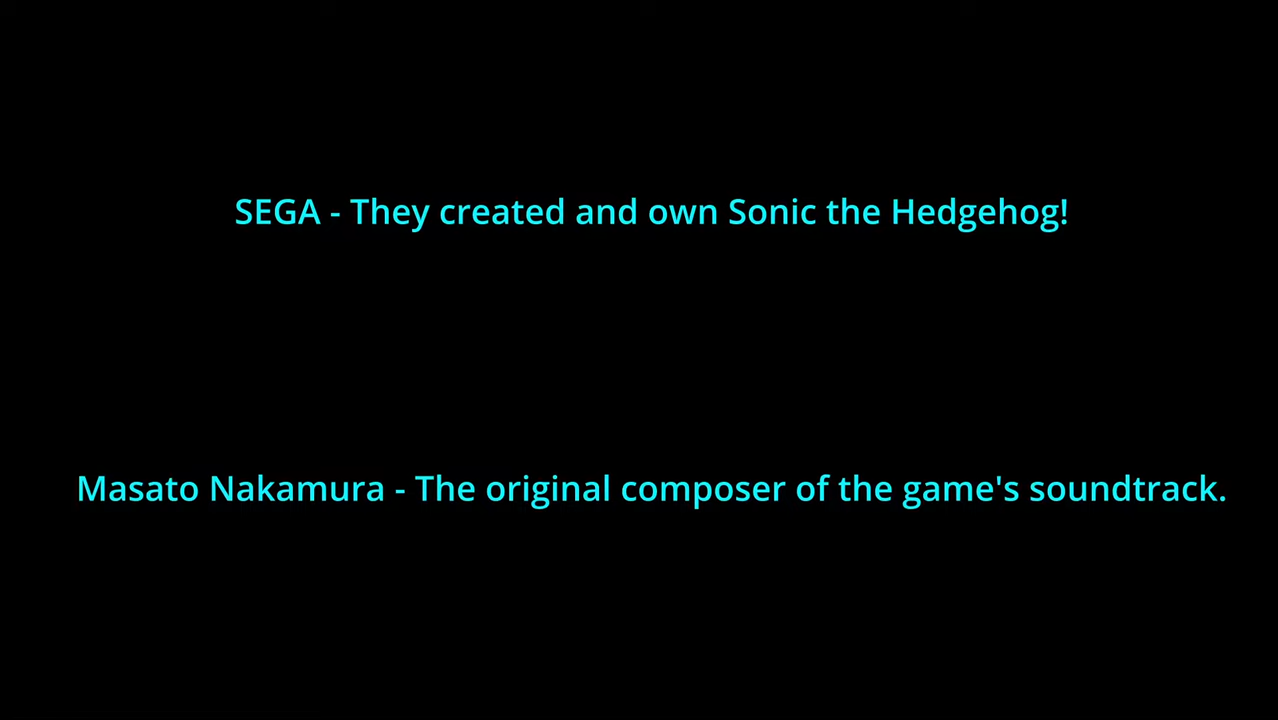 SEGA - They created and own Sonic the Hedgehog!
Masato Nakamura - The original composer of the game's soundtrack.